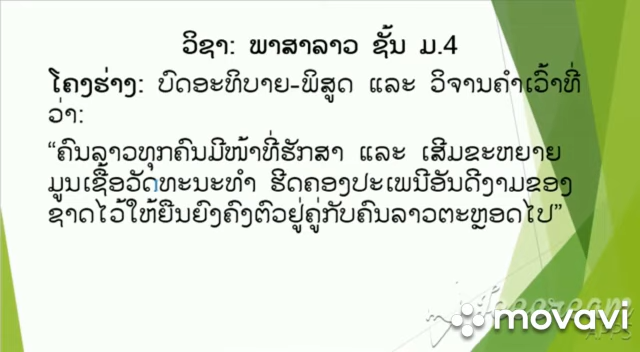 ວິຊາ: ພາສາລາວ ຊັ້ນ ມ.4
ໂຄງຮ່າງ: ບົດອະທິບາຍ-ພິສູດ ແລະ ວິຈານຄຳເວົ້າທີ່
ວ່າ:
“ຄົນລາວທຸກຄົນມີໜ້າທີ່ຮັກສາ ແລະ ເສີມຂະຫຍາຍ
ມູນເຊື້ອວັດທະນະທຳ ຮີດຄອງປະເພນີອັນດີງາມຂອງ
ຊາດໄວ້ໃຫ້ຍືນຍົງຄົງຕົວຢູ່ຄູ່ກັບຄົນລາວຕະຫຼອດໄປ”
movavi
APPS